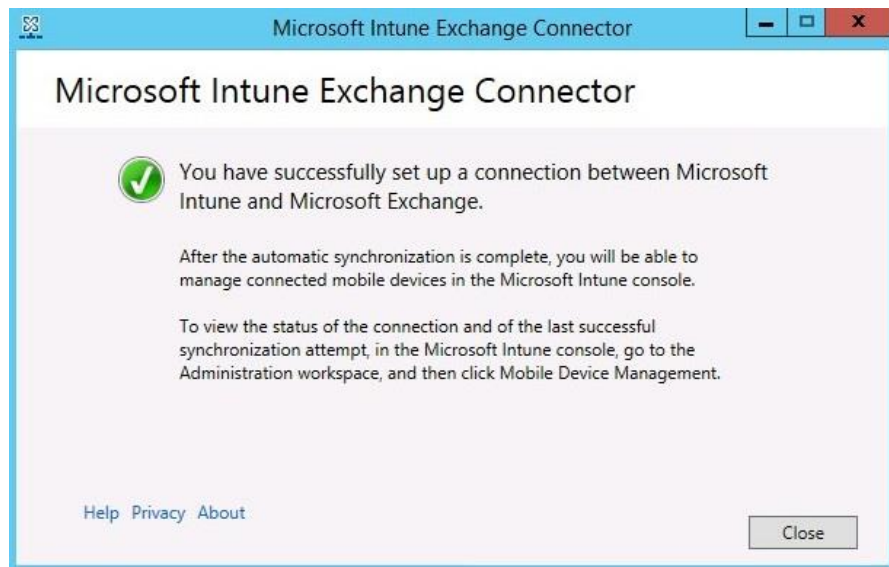 Microsoft Intune Exchange Connector
Microsoft Intune Exchange Connector
You have successfully set up a connection between Microsoft
Intune and Microsoft Exchange.
After the automatic synchronization is complete, you will be able to
manage connected mobile devices in the Microsoft Intune console.
To view the status of the connection and of the last successful
synchronization attempt, in the Microsoft Intune console, go to the
Administration workspace, and then click Mobile Device Management.
Help Privacy About
Close